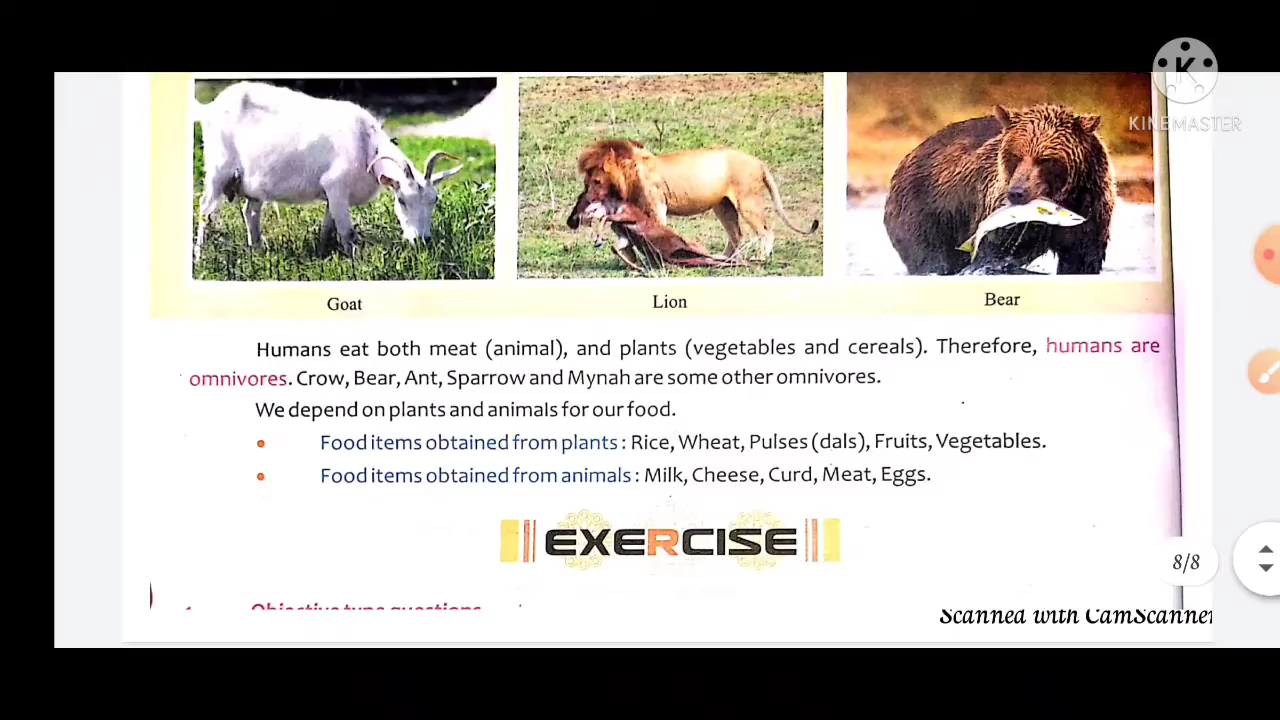 KINEMASTER
Goat
Lion
Bear
Humans eat both meat (animal), and plants (vegetables and cereals). Therefore, humans are
omnivores. Crow, Bear, Ant, Sparrow and Mynah are some other omnivores.
We depend on plants and animals for our food.
Food items obtained from plants : Rice, Wheat, Pulses (dals), Fruits, Vegetables.
Food items obtained from animals : Milk, Cheese, Curd, Meat, Eggs.
EXERCISE
8/8
Objective type questions
Scanned with CamScanner